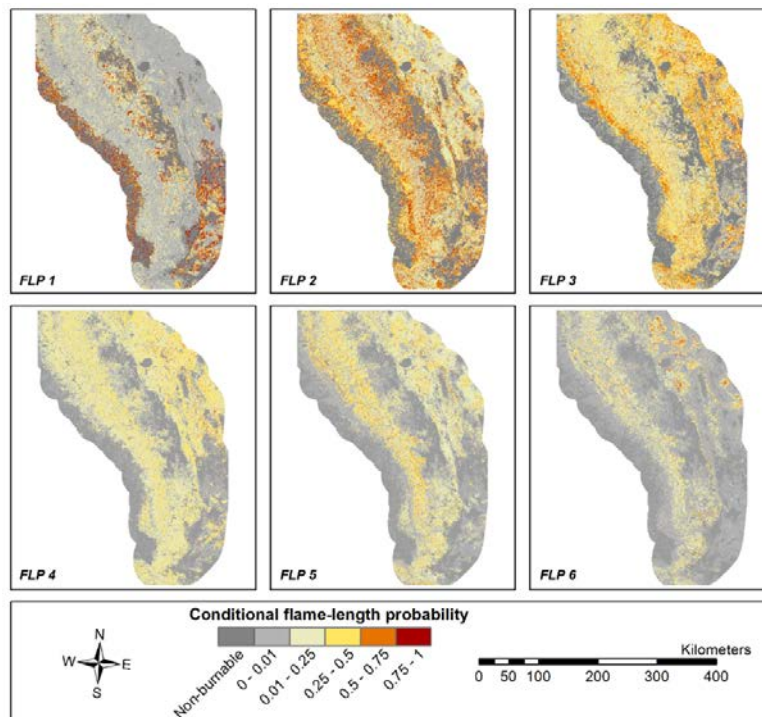 FLP 1
FLP 2
FLP 3
FLP 4
FLP 5
FLP 6
N
W E
S
Conditional flame-length probability
Non-burnable
0 - 0.01
0.01 - 0.25
0.25 - 0.5
0.5 - 0.75
0.75 - 1
Kilometers
0 50 100 200 300 400